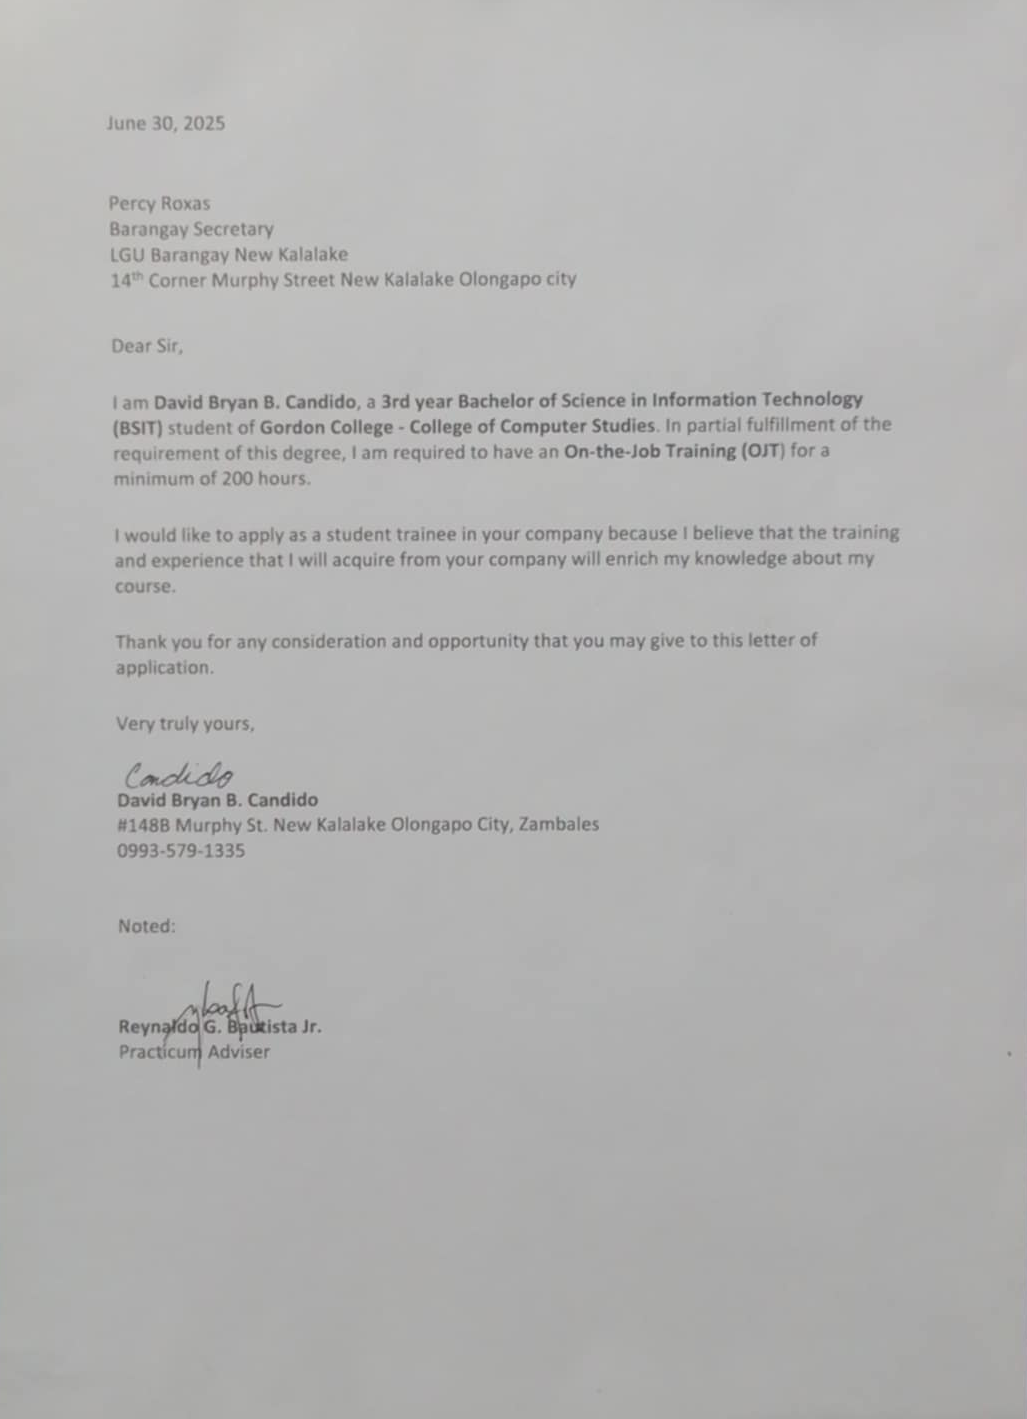 June 30, 2025
Percy Roxas
Barangay Secretary
LGU Barangay New Kalalake
14th Corner Murphy Street New Kalalake Olongapo city
Dear Sir,
I am David Bryan B. Candido, a 3rd year Bachelor of Science in Information Technology
(BSIT) student of Gordon College - College of Computer Studies. In partial fulfillment of the
requirement of this degree, I am required to have an On-the-Job Training (OJT) for a
minimum of 200 hours.
I would like to apply as a student trainee in your company because I believe that the training
and experience that I will acquire from your company will enrich my knowledge about my
course.
Thank you for any consideration and opportunity that you may give to this letter of
application.
Very truly yours,
Candido
David Bryan B. Candido
#148B Murphy St. New Kalalake Olongapo City, Zambales
0993-579-1335
Noted:
Reynaldo G. Bautista Jr.
Practicum Adviser